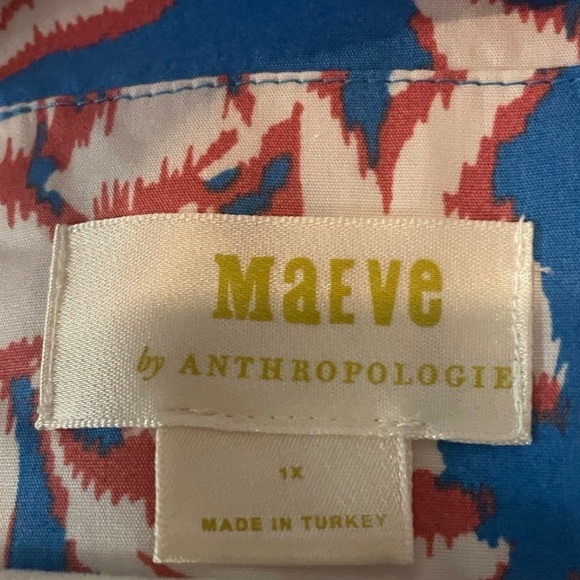 MaEVe
by ANTHROPOLOGIE
1X
MADE IN TURKEY